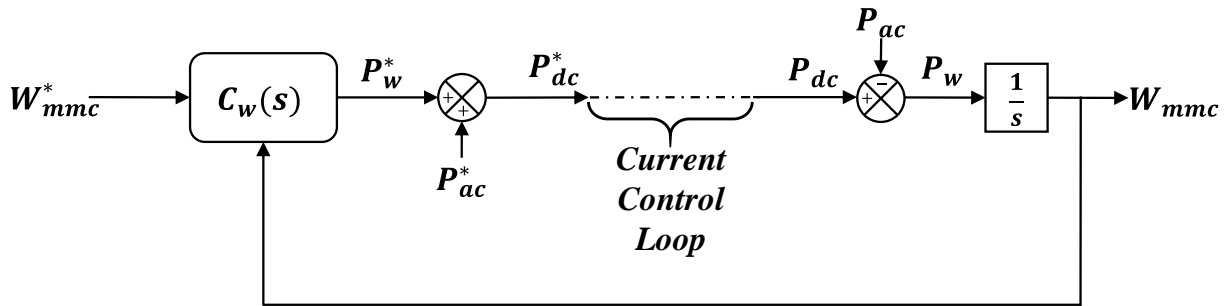 W*mmc
Cw(s)
P*w
+
+
P*ac
P*dc
Current
Control
Loop
Pdc
Pac
+
−
Pw
1
s
Wmmc